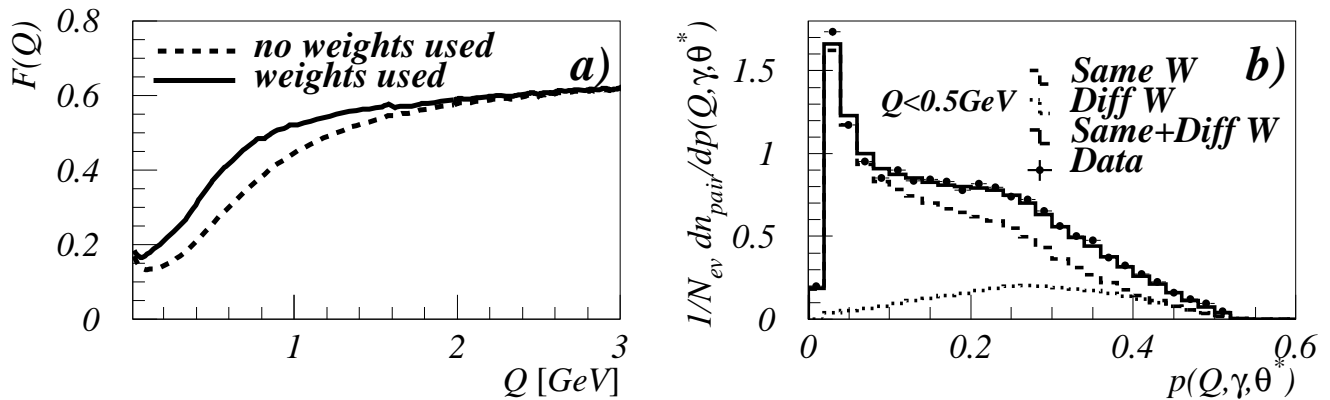 F(Q)
0.8
0.6
0.4
0.2
0
no weights used
weights used
a)
1
2
3
Q [GeV]
1/N_ev dn_pair/dp(Q,γ,θ*)
1.5
1
0.5
0
b)
Q<0.5GeV
Same W
Diff W
Same+Diff W
Data
0
0.2
0.4
0.6
p(Q,γ,θ*)